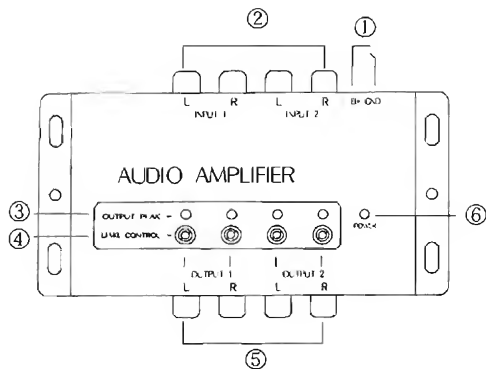 ② ①
L R L R B+ GND
INPUT 1 INPUT 2
AUDIO AMPLIFIER
③ OUTPUT PEAK
④ LEVEL CONTROL
POWER ⑥
OUTPUT 1 OUTPUT 2
L R L R
⑤